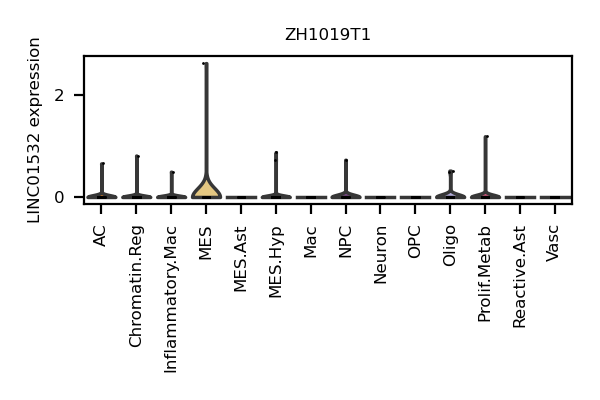 ZH1019T1
LINC01532 expression
2
0
AC
Chromatin.Reg
Inflammatory.Mac
MES
MES.Ast
MES.Hyp
Mac
NPC
Neuron
OPC
Oligo
Prolif.Metab
Reactive.Ast
Vasc